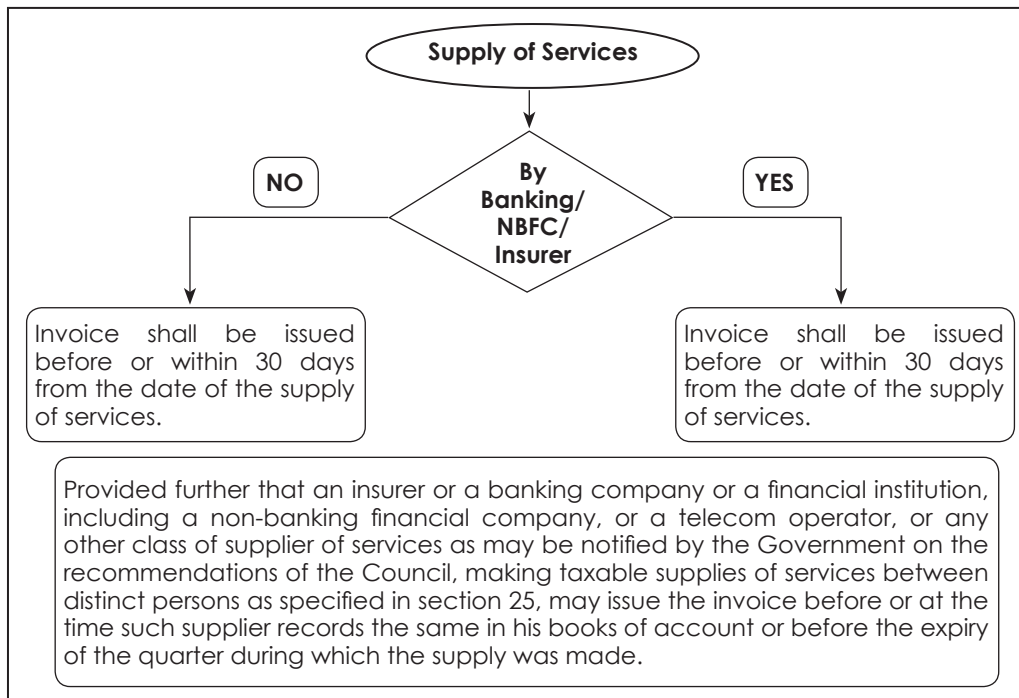 Supply of Services
By
Banking/
NBFC/
Insurer
NO
YES
Invoice shall be issued
before or within 30 days
from the date of the supply
of services.
Invoice shall be issued
before or within 30 days
from the date of the supply
of services.
Provided further that an insurer or a banking company or a financial institution,
including a non-banking financial company, or a telecom operator, or any
other class of supplier of services as may be notified by the Government on the
recommendations of the Council, making taxable supplies of services between
distinct persons as specified in section 25, may issue the invoice before or at the
time such supplier records the same in his books of account or before the expiry
of the quarter during which the supply was made.